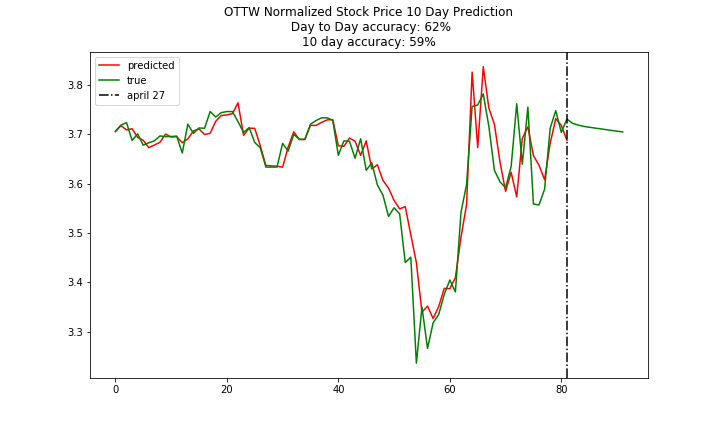 OTTW Normalized Stock Price 10 Day Prediction
Day to Day accuracy: 62%
10 day accuracy: 59%
predicted
true
april 27
3.8
3.7
3.6
3.5
3.4
3.3
0 20 40 60 80